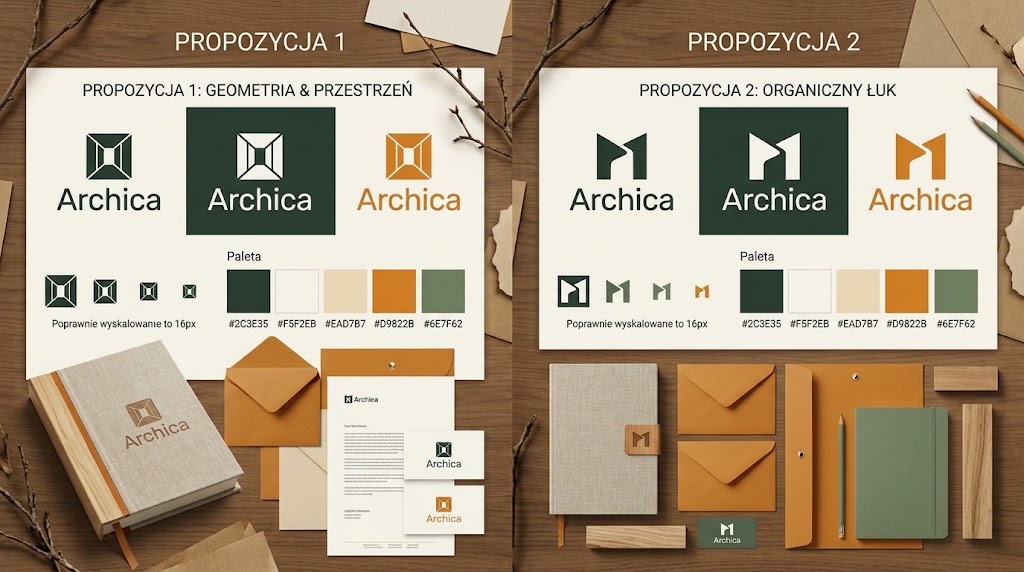 PROPOZYCJA 1
PROPOZYCJA 1: GEOMETRIA & PRZESTRZEŃ
Archica
Archica
Archica
Paleta
Poprawnie wyskalowane to 16px
#2C3E35
#F5F2EB
#EAD7B7
#D9822B
#6E7F62
Archica
Archica
Archica
Archica
PROPOZYCJA 2
PROPOZYCJA 2: ORGANICZNY ŁUK
Archica
Archica
Archica
Paleta
Poprawnie wyskalowane to 16px
#2C3E35
#F5F2EB
#EAD7B7
#D9822B
#6E7F62
Archica